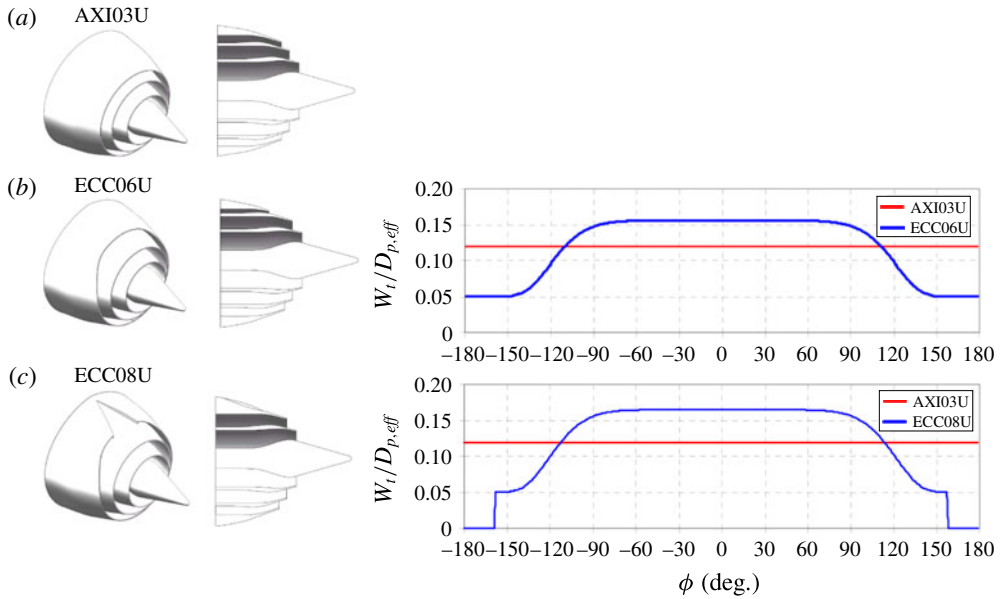 (a) AXI03U
(b) ECC06U
0.20
0.15
0.10
0.05
0
W_t/D_{p,eff}
AXI03U
ECC06U
−180 −150 −120 −90 −60 −30 0 30 60 90 120 150 180
(c) ECC08U
0.20
0.15
0.10
0.05
0
W_t/D_{p,eff}
AXI03U
ECC08U
−180 −150 −120 −90 −60 −30 0 30 60 90 120 150 180
ϕ (deg.)